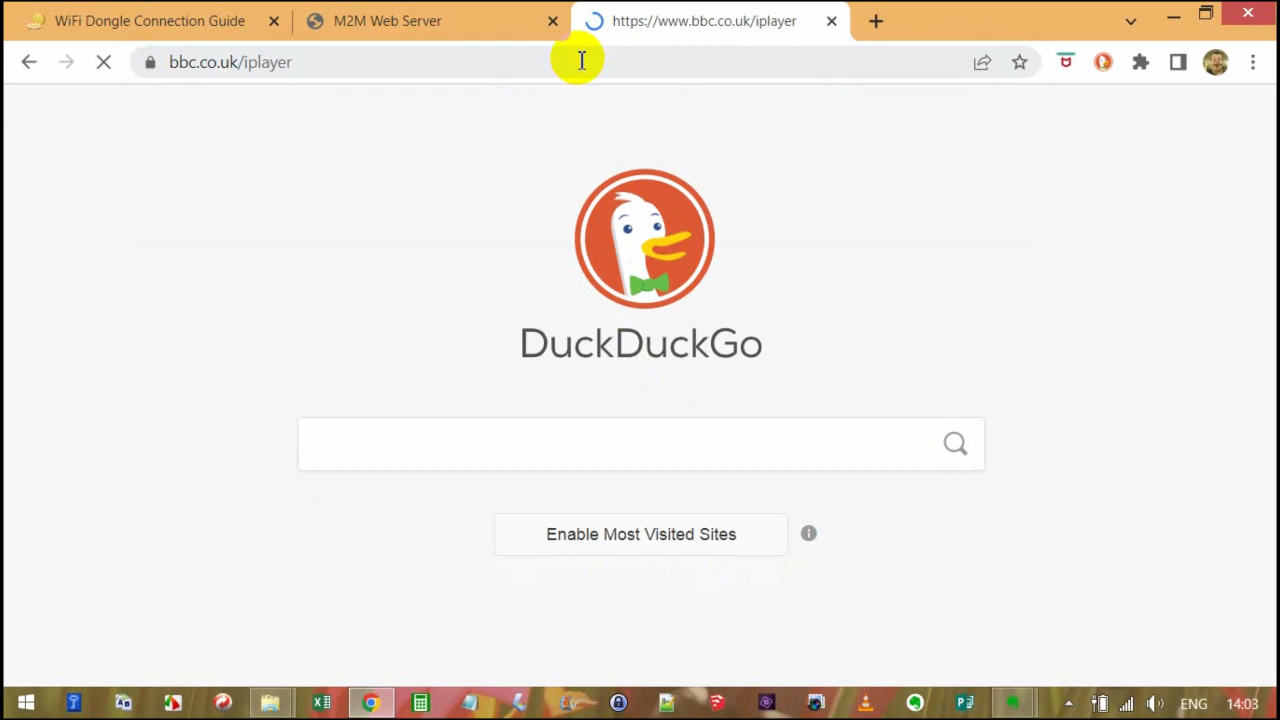 WiFi Dongle Connection Guide
M2M Web Server
https://www.bbc.co.uk/iplayer
bbc.co.uk/iplayer
DuckDuckGo
Enable Most Visited Sites
ENG
14:03